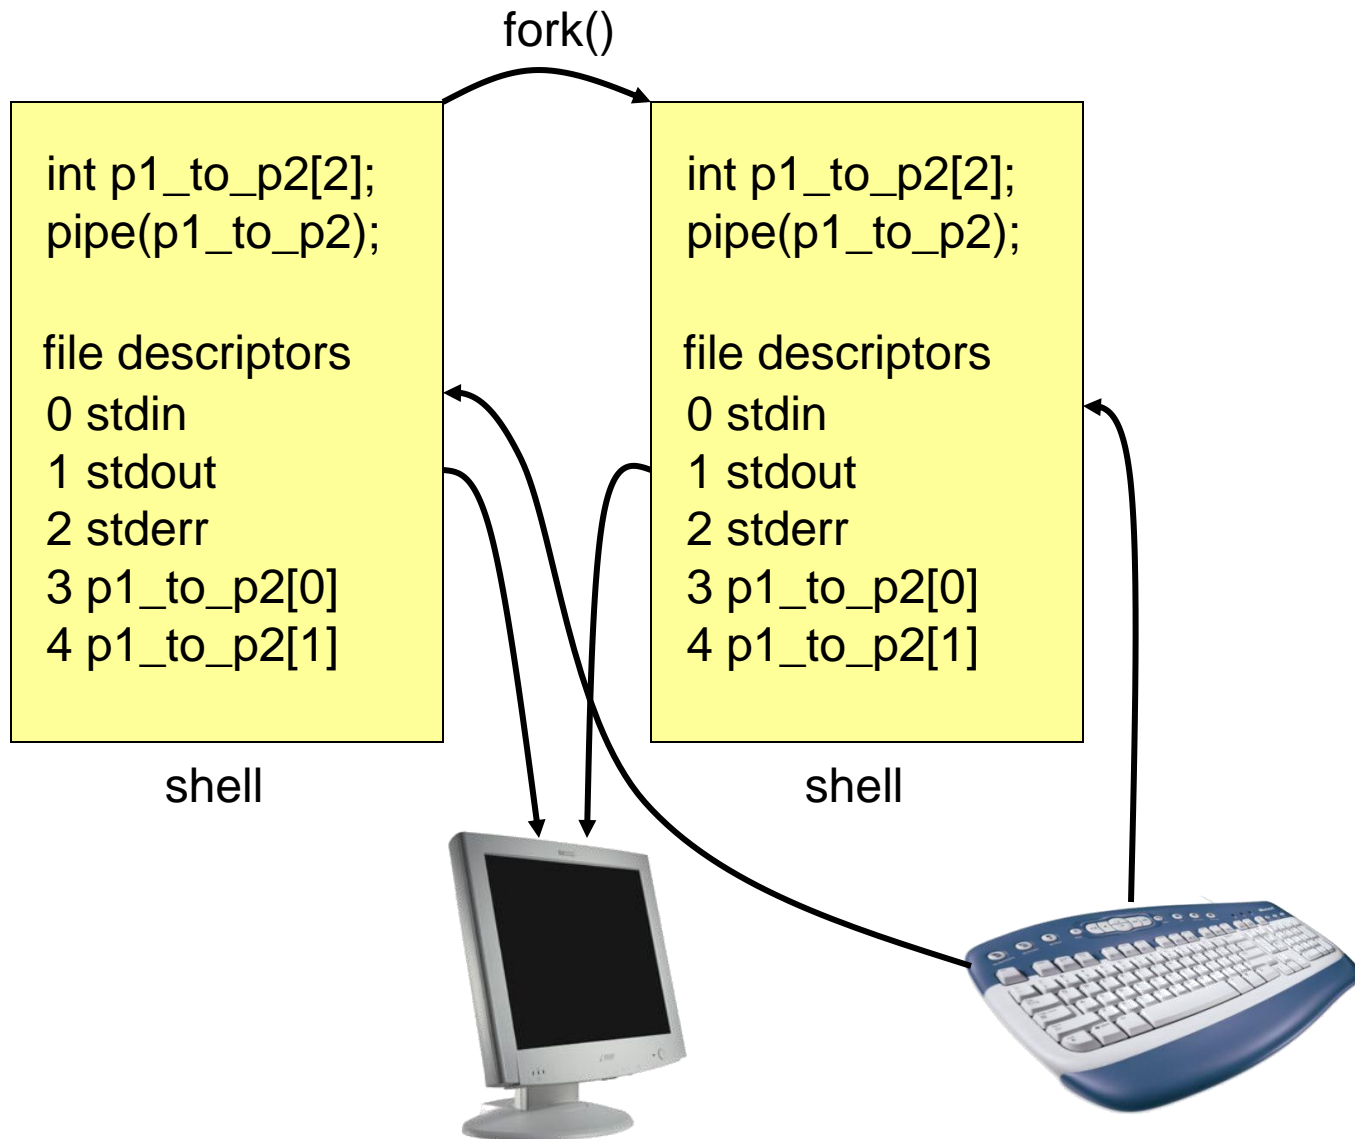 fork()
int p1_to_p2[2];
pipe(p1_to_p2);
file descriptors
0 stdin
1 stdout
2 stderr
3 p1_to_p2[0]
4 p1_to_p2[1]
shell
int p1_to_p2[2];
pipe(p1_to_p2);
file descriptors
0 stdin
1 stdout
2 stderr
3 p1_to_p2[0]
4 p1_to_p2[1]
shell